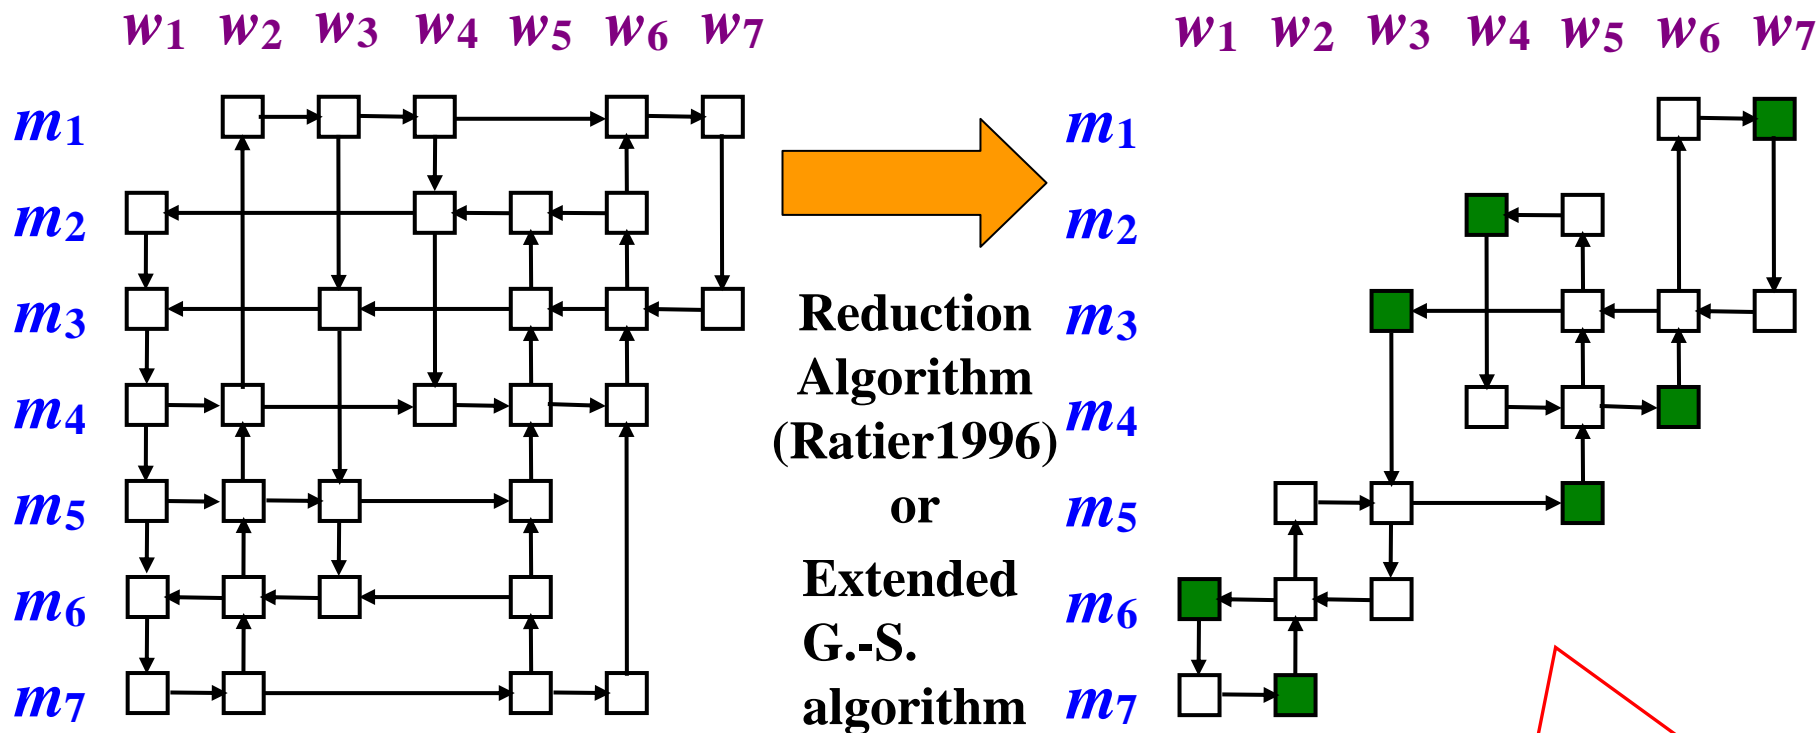 w1 w2 w3 w4 w5 w6 w7
m1
m2
m3
m4
m5
m6
m7
Reduction
Algorithm
(Ratier1996)
or
Extended
G.-S.
algorithm
w1 w2 w3 w4 w5 w6 w7
m1
m2
m3
m4
m5
m6
m7